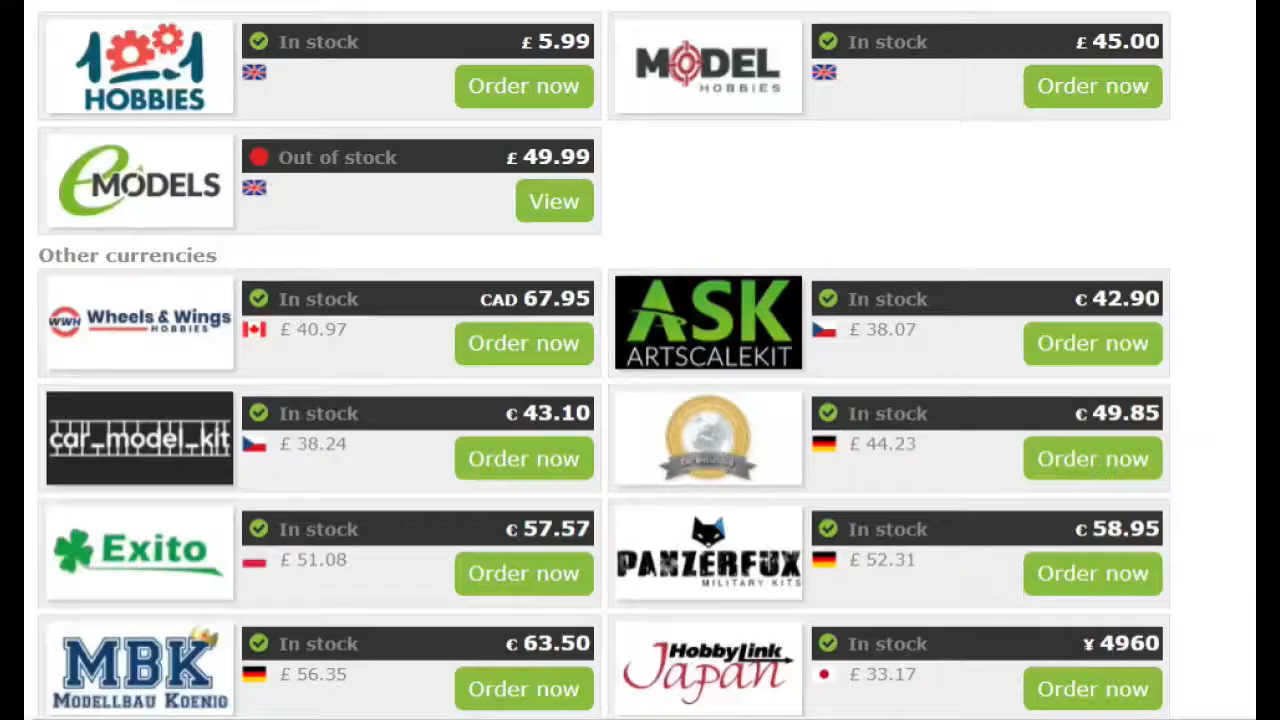 1001 HOBBIES
In stock £ 5.99
Order now
MODEL HOBBIES
In stock £ 45.00
Order now
eMODELS
Out of stock £ 49.99
View
Other currencies
WWH Wheels & Wings HOBBIES
In stock CAD 67.95
£ 40.97
Order now
ASK
ARTSCALEKIT
In stock € 42.90
£ 38.07
Order now
car_model_kit
In stock € 43.10
£ 38.24
Order now
In stock € 49.85
£ 44.23
Order now
Exito
In stock € 57.57
£ 51.08
Order now
PANZERFUX
MILITARY KITS
In stock € 58.95
£ 52.31
Order now
MBK
MODELLBAU KOENIG
In stock € 63.50
£ 56.35
Order now
HobbyLink
Japan
In stock ¥ 4960
£ 33.17
Order now